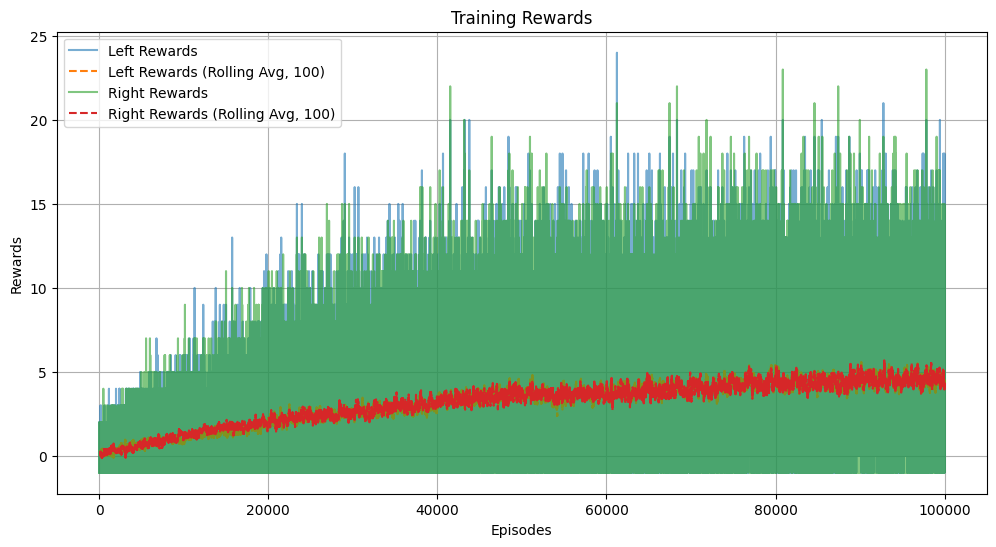 Training Rewards
Left Rewards
Left Rewards (Rolling Avg, 100)
Right Rewards
Right Rewards (Rolling Avg, 100)
Rewards
25
20
15
10
5
0
0 20000 40000 60000 80000 100000
Episodes